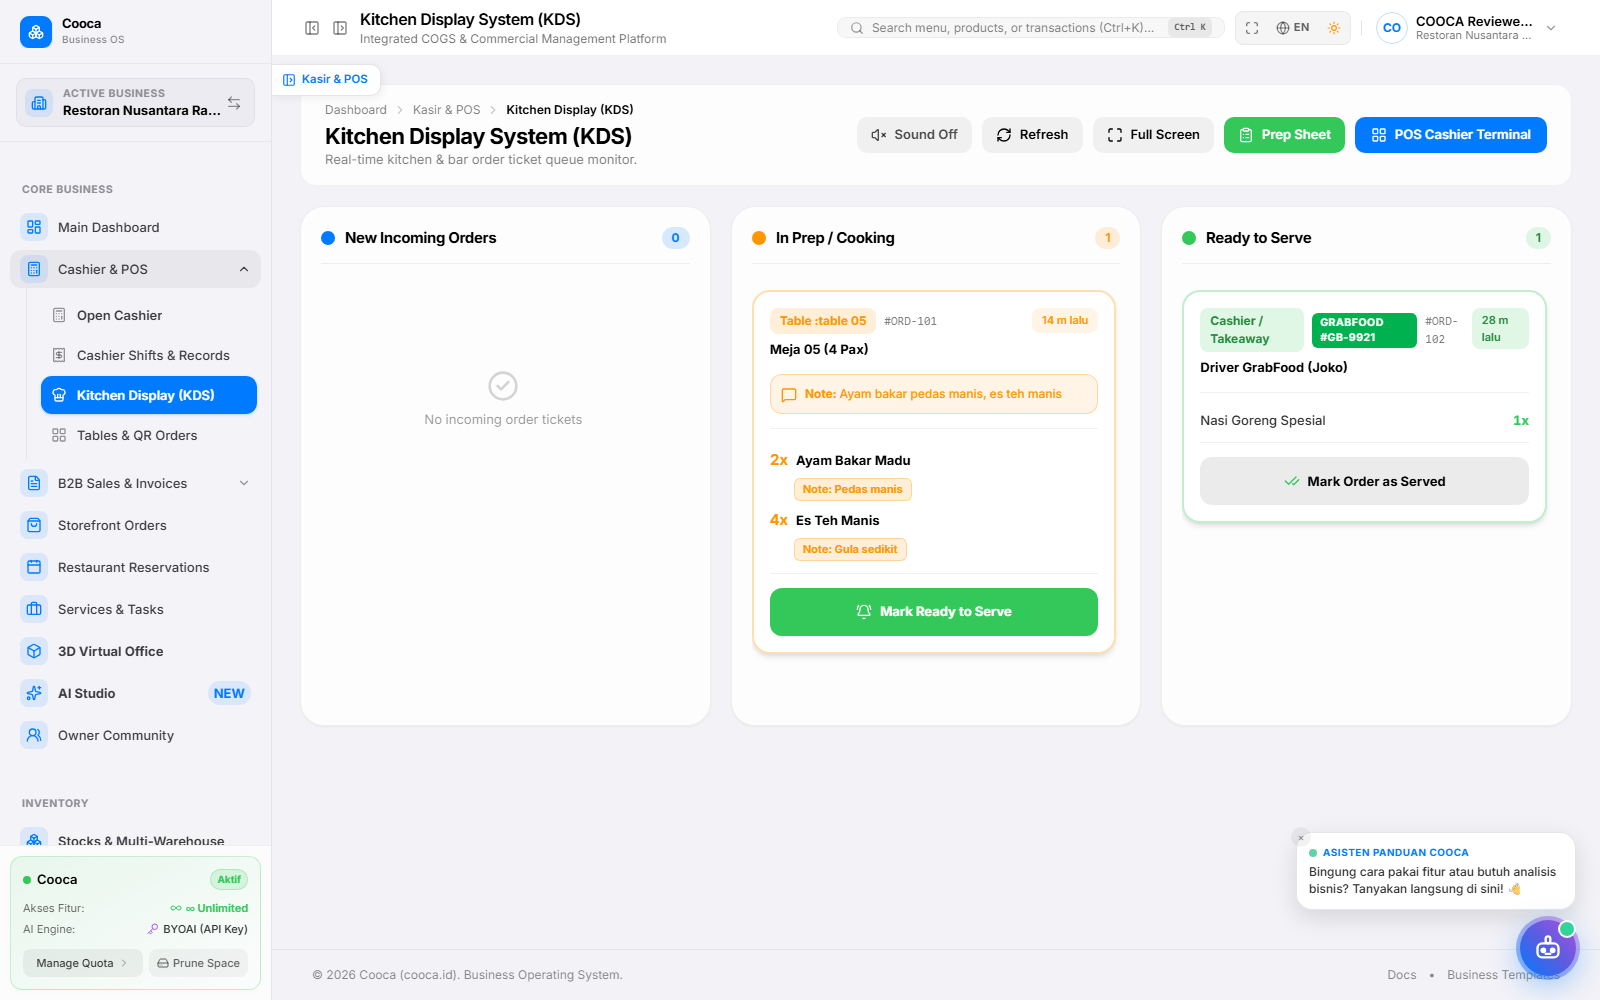 Cooca
Business OS
ACTIVE BUSINESS
Restoran Nusantara Ra...
CORE BUSINESS
Main Dashboard
Cashier & POS
Open Cashier
Cashier Shifts & Records
Kitchen Display (KDS)
Tables & QR Orders
B2B Sales & Invoices
Storefront Orders
Restaurant Reservations
Services & Tasks
3D Virtual Office
AI Studio NEW
Owner Community
INVENTORY
Stocks & Multi-Warehouse
Cooca Aktif
Akses Fitur: ∞ Unlimited
AI Engine: BYOAI (API Key)
Manage Quota Prune Space
Kitchen Display System (KDS)
Integrated COGS & Commercial Management Platform
Search menu, products, or transactions (Ctrl+K)... Ctrl K
EN
CO
COOCA Reviewe...
Restoran Nusantara ...
Kasir & POS
Dashboard Kasir & POS Kitchen Display (KDS)
Kitchen Display System (KDS)
Real-time kitchen & bar order ticket queue monitor.
Sound Off Refresh Full Screen Prep Sheet POS Cashier Terminal
New Incoming Orders 0
No incoming order tickets
In Prep / Cooking 1
Table :table 05 #ORD-101 14 m lalu
Meja 05 (4 Pax)
Note: Ayam bakar pedas manis, es teh manis
2x Ayam Bakar Madu
Note: Pedas manis
4x Es Teh Manis
Note: Gula sedikit
Mark Ready to Serve
Ready to Serve 1
Cashier /
Takeaway
GRABFOOD
#GB-9921
#ORD-
102
28 m
lalu
Driver GrabFood (Joko)
Nasi Goreng Spesial 1x
Mark Order as Served
ASISTEN PANDUAN COOCA
Bingung cara pakai fitur atau butuh analisis
bisnis? Tanyakan langsung di sini! 👋
© 2026 Cooca (cooca.id). Business Operating System.
Docs • Business Templates